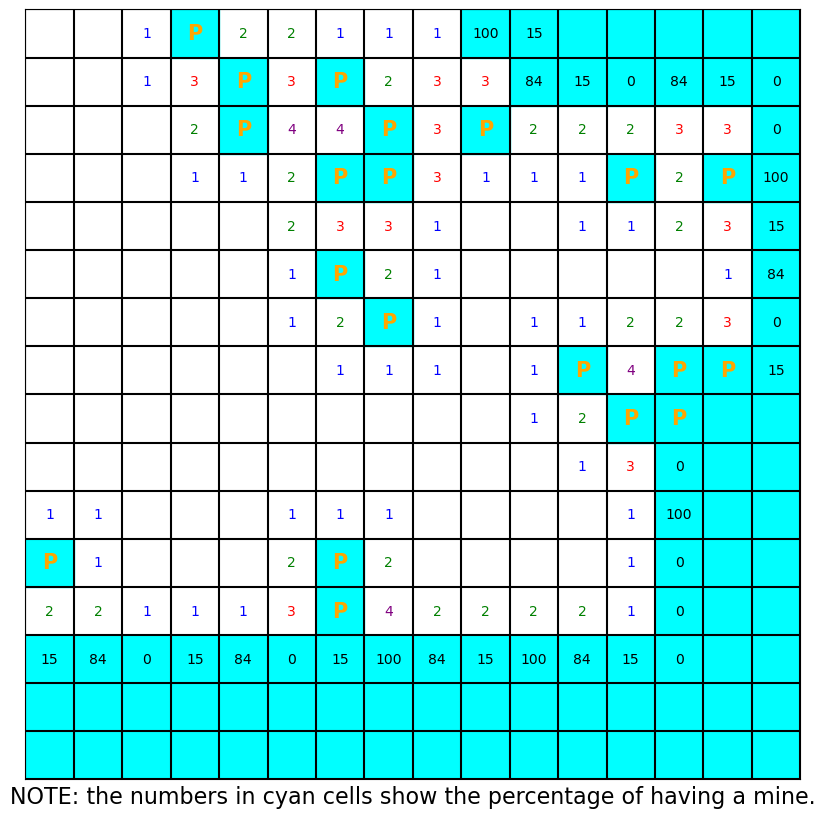 1 P 2 2 1 1 1 100 15
1 3 P 3 P 2 3 3 84 15 0 84 15 0
2 P 4 4 P 3 P 2 2 2 3 3 0
1 1 2 P P 3 1 1 1 P 2 P 100
2 3 3 1 1 1 2 3 15
1 P 2 1 1 84
1 2 P 1 1 1 2 2 3 0
1 1 1 1 P 4 P P 15
1 2 P P
1 3 0
1 1 1 1 1 1 100
P 1 2 P 2 1 0
2 2 1 1 1 3 P 4 2 2 2 2 1 0
15 84 0 15 84 0 15 100 84 15 100 84 15 0
NOTE: the numbers in cyan cells show the percentage of having a mine.